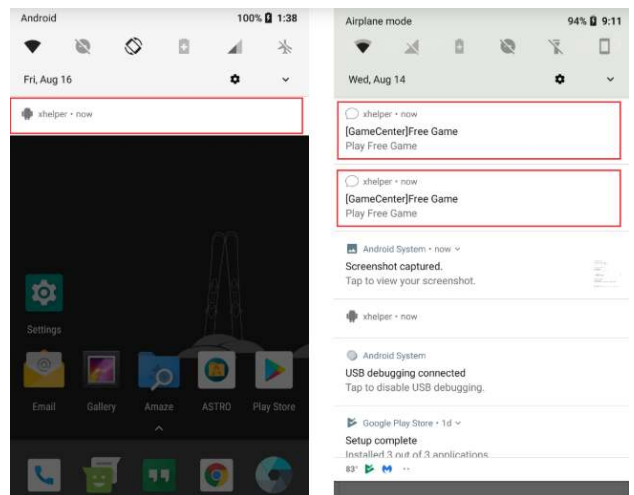 Android
100% 1:38
Fri, Aug 16
xhelper • now
Settings
Email
Gallery
Amaze
ASTRO
Play Store
Airplane mode
94% 9:11
Wed, Aug 14
xhelper • now
[GameCenter]Free Game
Play Free Game
xhelper • now
[GameCenter]Free Game
Play Free Game
Android System • now
Screenshot captured.
Tap to view your screenshot.
xhelper • now
Android System
USB debugging connected
Tap to disable USB debugging.
Google Play Store • 1d
Setup complete
Installed 3 out of 3 applications.
83°